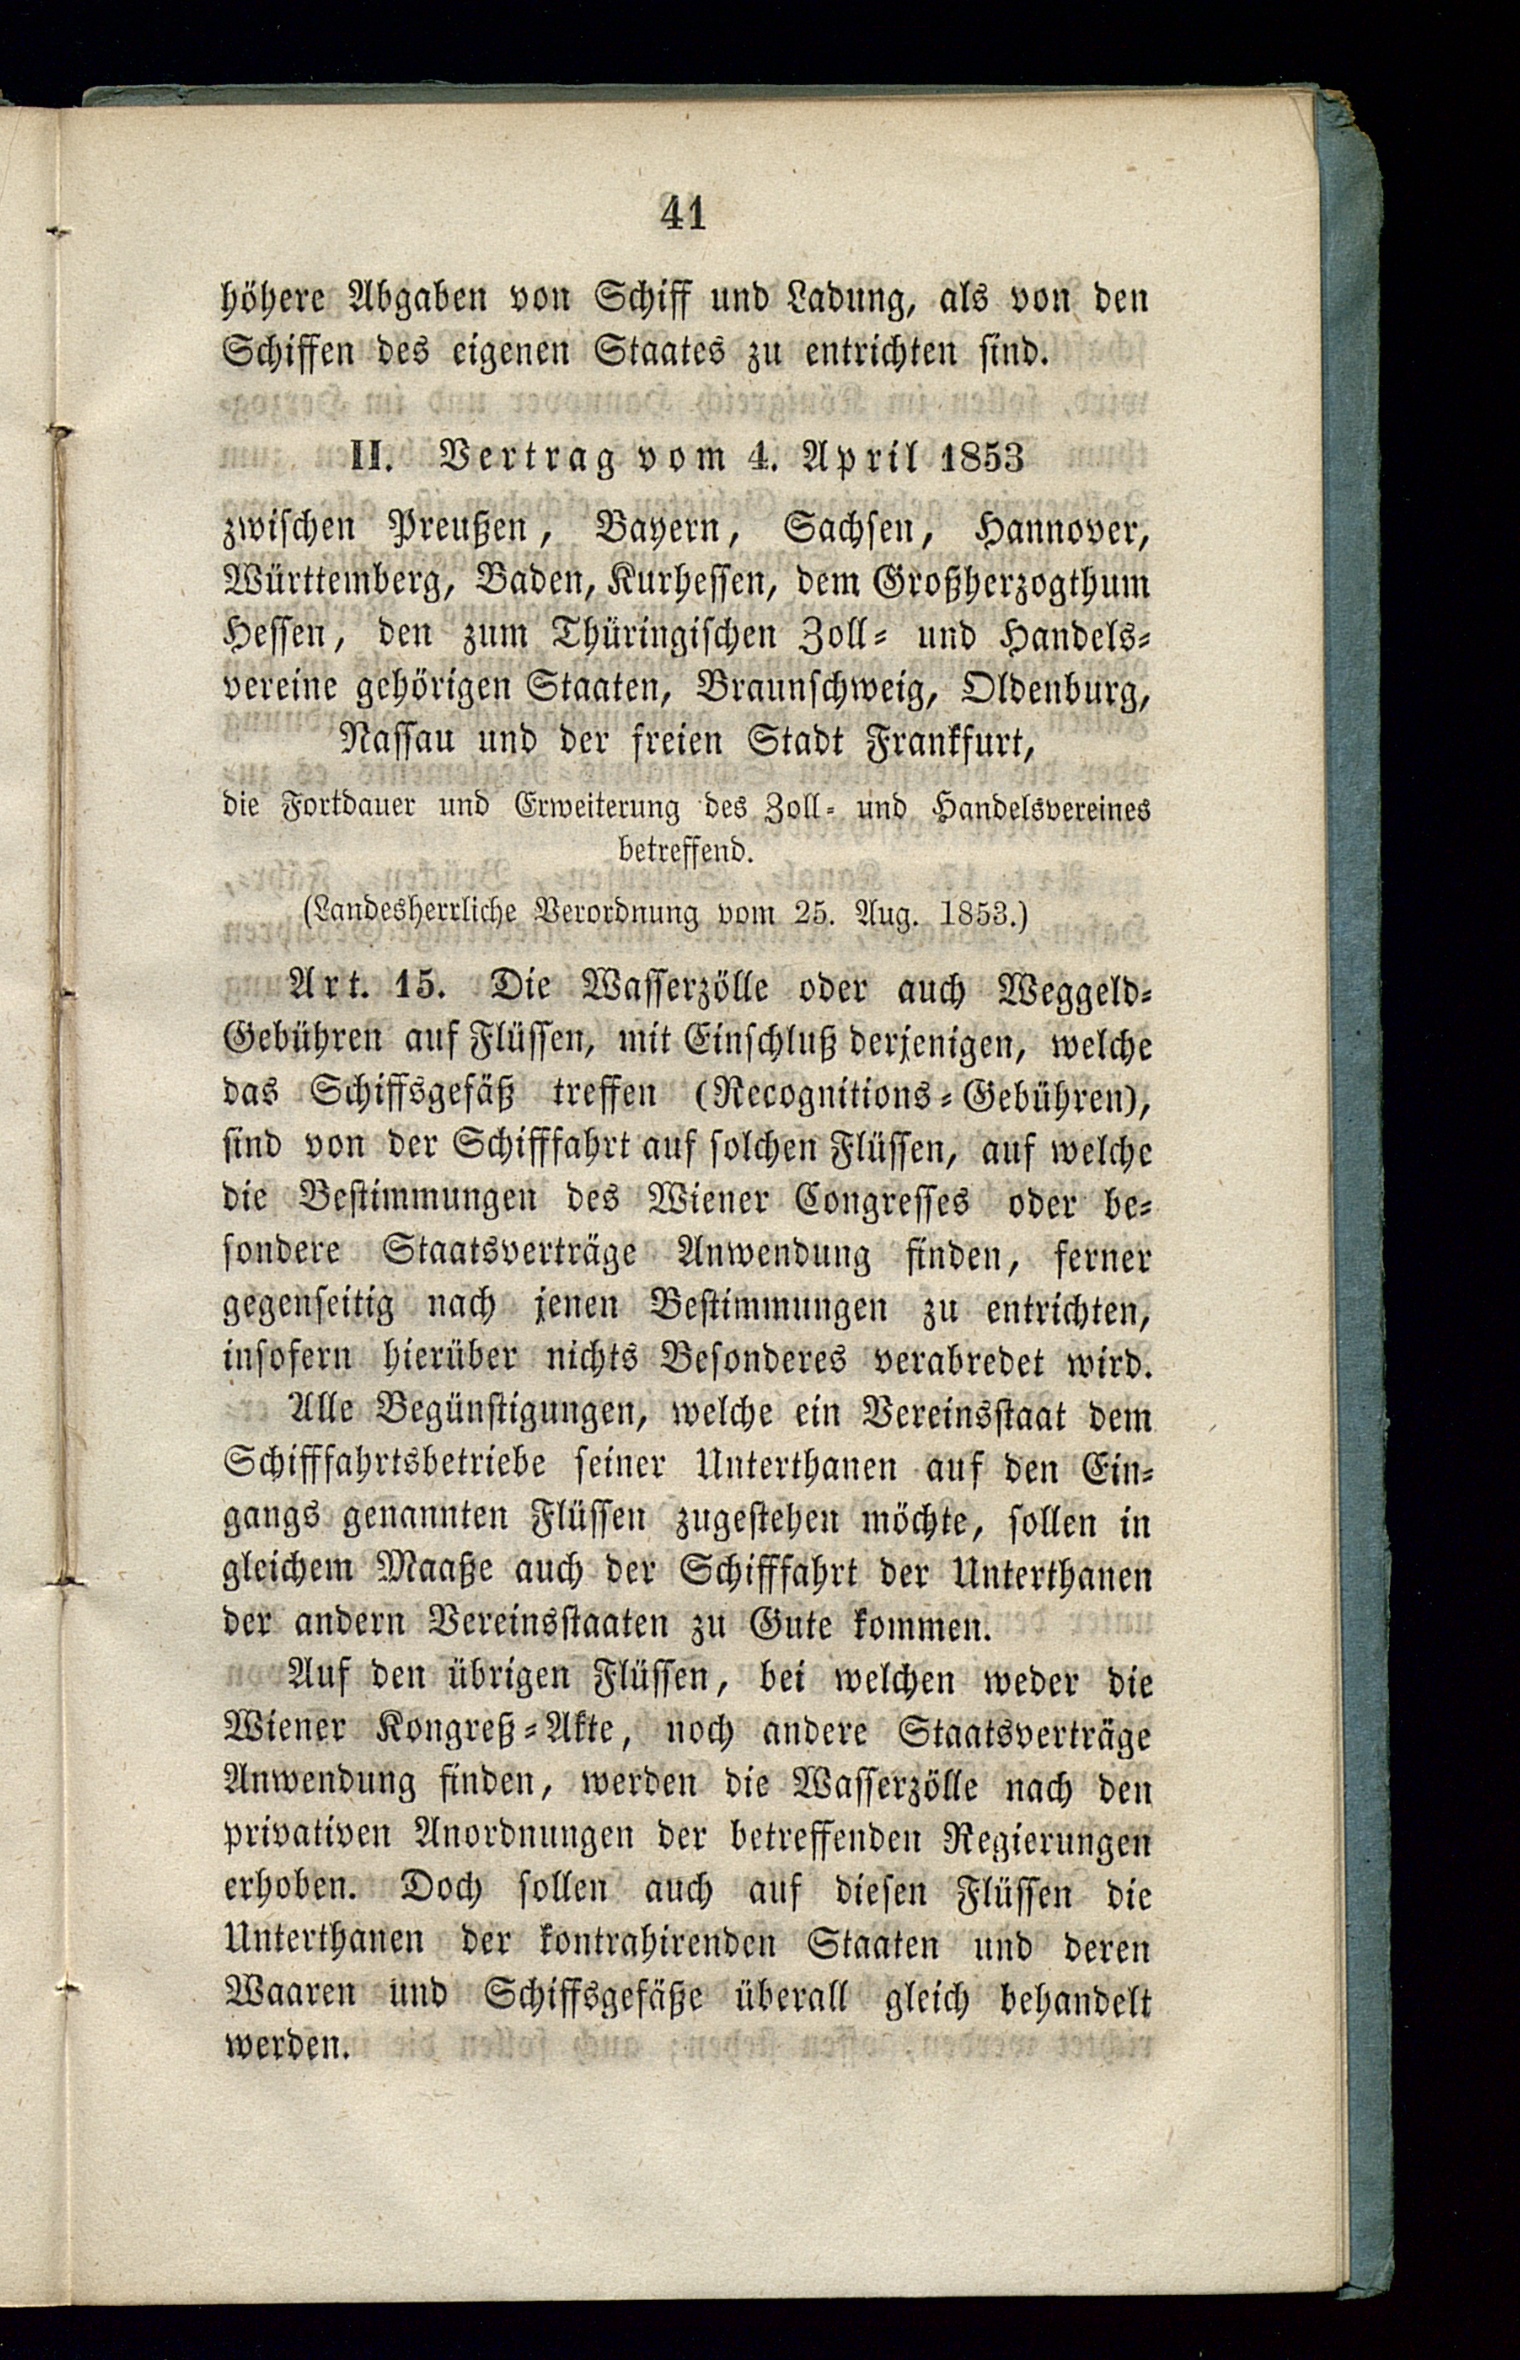 41
höhere Abgaben von Schiff und Ladung, als von den
Schiffen des eigenen Staates zu entrichten sind.
II. Vertrag vom 4. April 1853
zwischen Preußen, Bayern, Sachsen, Hannover,
Württemberg, Baden, Kurhessen, dem Großherzogthum
Hessen, den zum Thüringischen Zoll- und Handels-
vereine gehörigen Staaten, Braunschweig, Oldenburg,
Nassau und der freien Stadt Frankfurt,
die Fortdauer und Erweiterung des Zoll- und Handelsvereines
betreffend.
(Landesherrliche Verordnung vom 25. Aug. 1853.)
Art. 15. Die Wasserzölle oder auch Weggeld-
Gebühren auf Flüssen, mit Einschluß derjenigen, welche
das Schiffsgefäß treffen (Recognitions-Gebühren),
sind von der Schifffahrt auf solchen Flüssen, auf welche
die Bestimmungen des Wiener Congresses oder be-
sondere Staatsverträge Anwendung finden, ferner
gegenseitig nach jenen Bestimmungen zu entrichten,
insofern hierüber nichts Besonderes verabredet wird.
Alle Begünstigungen, welche ein Vereinsstaat dem
Schifffahrtsbetriebe seiner Unterthanen auf den Ein-
gangs genannten Flüssen zugestehen möchte, sollen in
gleichem Maaße auch der Schifffahrt der Unterthanen
der andern Vereinsstaaten zu Gute kommen.
Auf den übrigen Flüssen, bei welchen weder die
Wiener Kongreß-Akte, noch andere Staatsverträge
Anwendung finden, werden die Wasserzölle nach den
privativen Anordnungen der betreffenden Regierungen
erhoben. Doch sollen auch auf diesen Flüssen die
Unterthanen der kontrahirenden Staaten und deren
Waaren und Schiffsgefäße überall gleich behandelt
werden.